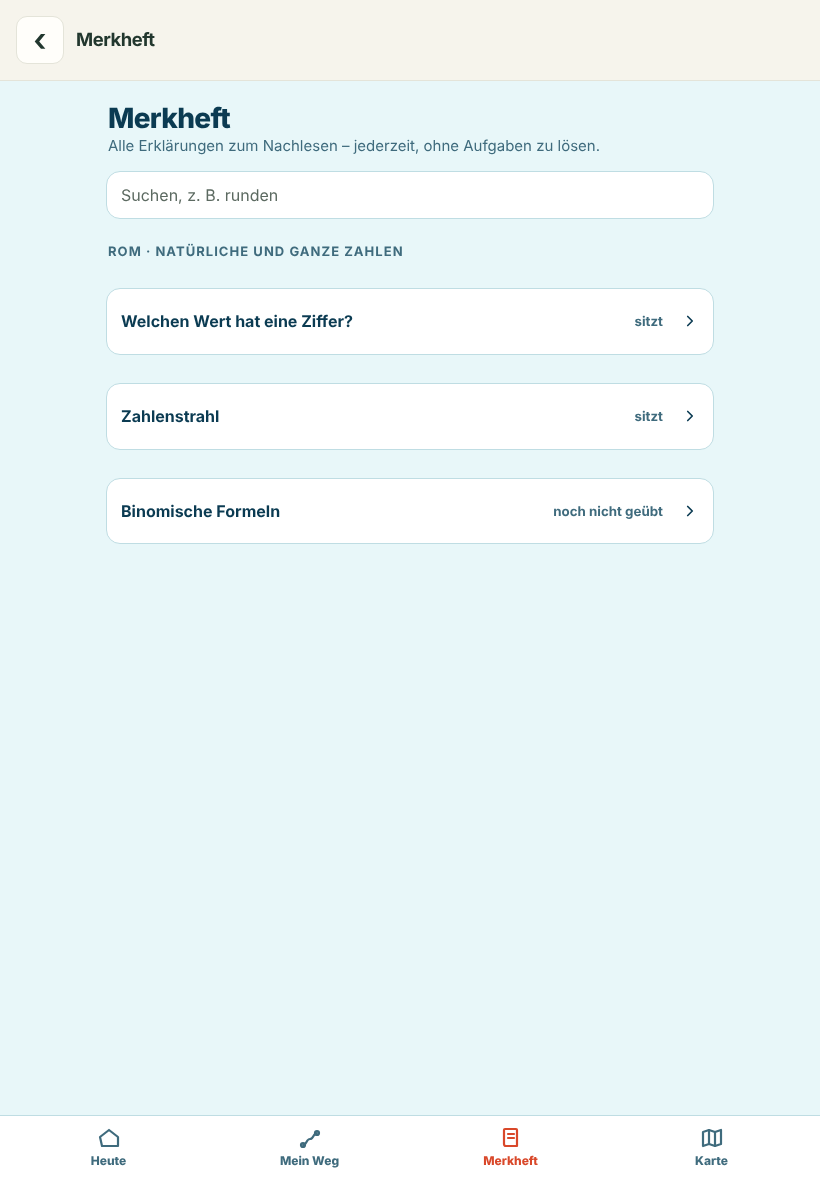 Merkheft
Merkheft
Alle Erklärungen zum Nachlesen – jederzeit, ohne Aufgaben zu lösen.
Suchen, z. B. runden
ROM · NATÜRLICHE UND GANZE ZAHLEN
Welchen Wert hat eine Ziffer? sitzt
Zahlenstrahl sitzt
Binomische Formeln noch nicht geübt
Heute Mein Weg Merkheft Karte